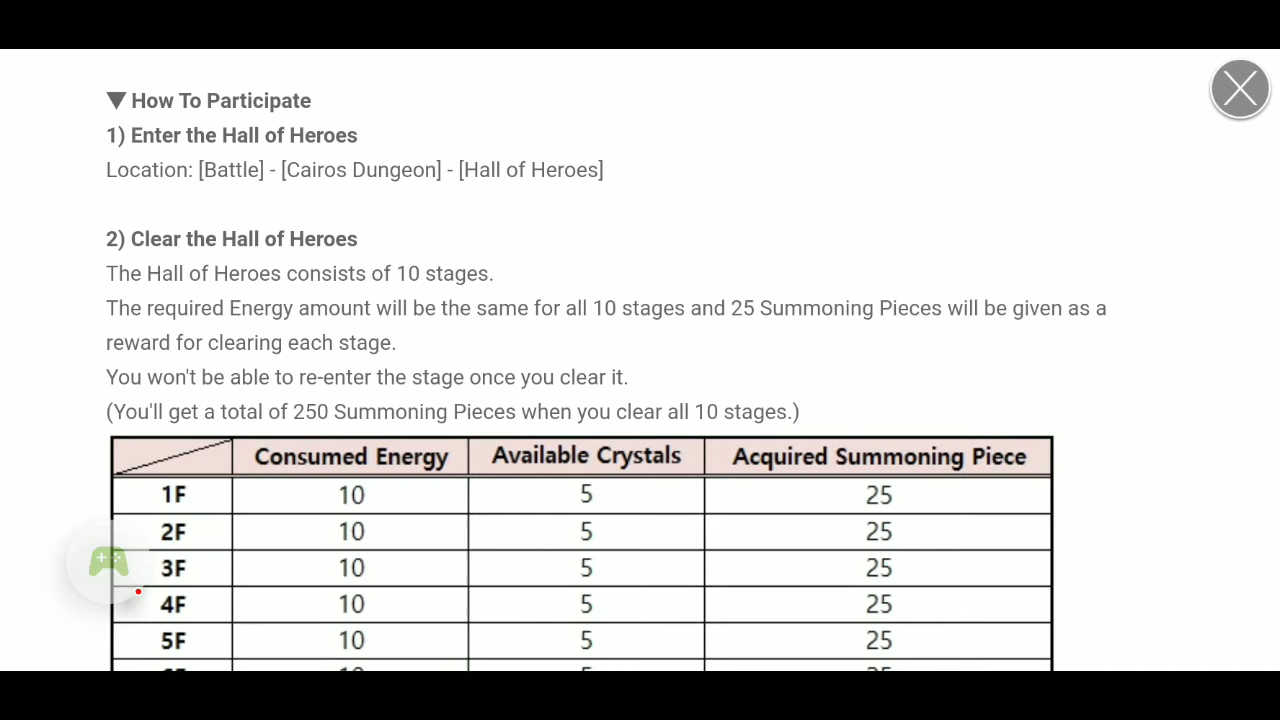 ▼ How To Participate
1) Enter the Hall of Heroes
Location: [Battle] - [Cairos Dungeon] - [Hall of Heroes]
2) Clear the Hall of Heroes
The Hall of Heroes consists of 10 stages.
The required Energy amount will be the same for all 10 stages and 25 Summoning Pieces will be given as a
reward for clearing each stage.
You won't be able to re-enter the stage once you clear it.
(You'll get a total of 250 Summoning Pieces when you clear all 10 stages.)
Consumed Energy Available Crystals Acquired Summoning Piece
1F 10 5 25
2F 10 5 25
3F 10 5 25
4F 10 5 25
5F 10 5 25